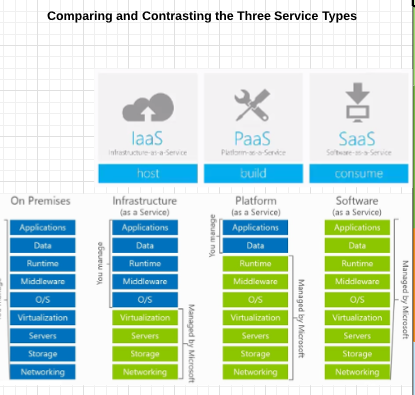 Comparing and Contrasting the Three Service Types
IaaS
Infrastructure-as-a-Service
host
PaaS
Platform-as-a-Service
build
SaaS
Software-as-a-Service
consume
On Premises
Applications
Data
Runtime
Middleware
O/S
Virtualization
Servers
Storage
Networking
Infrastructure
(as a Service)
You manage
Applications
Data
Runtime
Middleware
O/S
Virtualization
Servers
Storage
Networking
Managed by Microsoft
Platform
(as a Service)
You manage
Applications
Data
Runtime
Middleware
O/S
Virtualization
Servers
Storage
Networking
Managed by Microsoft
Software
(as a Service)
Applications
Data
Runtime
Middleware
O/S
Virtualization
Servers
Storage
Networking
Managed by Microsoft